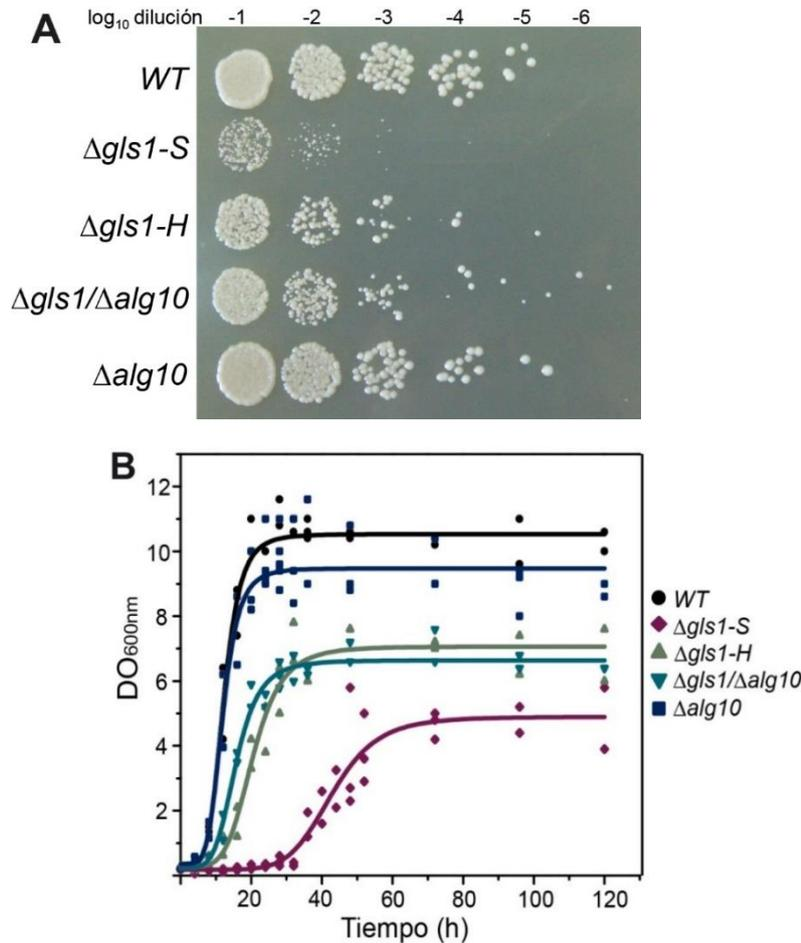 A log₁₀ dilución -1 -2 -3 -4 -5 -6
WT
Δgls1-S
Δgls1-H
Δgls1/Δalg10
Δalg10
B
DO600nm
12
10
8
6
4
2
20 40 60 80 100 120
Tiempo (h)
WT
Δgls1-S
Δgls1-H
Δgls1/Δalg10
Δalg10